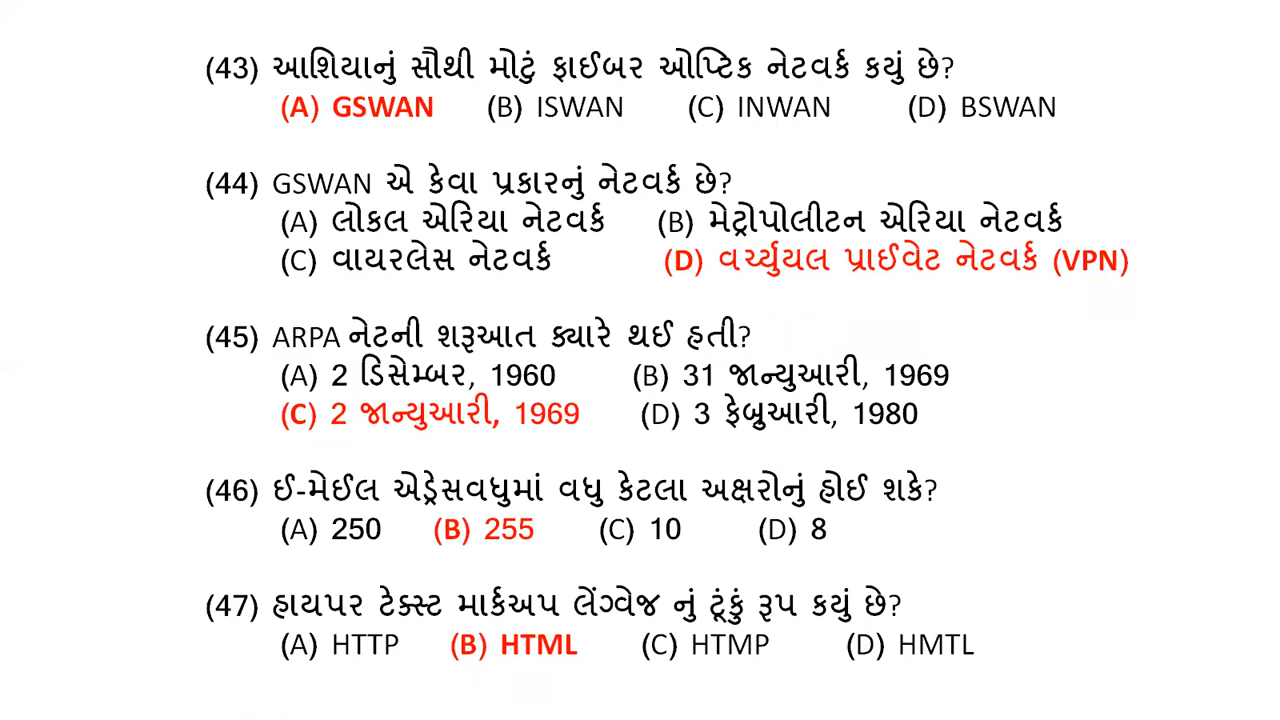 (43) આશિયાનું સૌથી મોટું ફાઈબર ઓપ્ટિક નેટવર્ક કયું છે?
(A) GSWAN (B) ISWAN (C) INWAN (D) BSWAN
(44) GSWAN એ કેવા પ્રકારનું નેટવર્ક છે?
(A) લોકલ એરિયા નેટવર્ક (B) મેટ્રોપોલીટન એરિયા નેટવર્ક
(C) વાયરલેસ નેટવર્ક (D) વર્ચ્યુયલ પ્રાઈવેટ નેટવર્ક (VPN)
(45) ARPA નેટની શરૂઆત ક્યારે થઈ હતી?
(A) 2 ડિસેમ્બર, 1960 (B) 31 જાન્યુઆરી, 1969
(C) 2 જાન્યુઆરી, 1969 (D) 3 ફેબ્રુઆરી, 1980
(46) ઈ-મેઈલ એડ્રેસવધુમાં વધુ કેટલા અક્ષરોનું હોઈ શકે?
(A) 250 (B) 255 (C) 10 (D) 8
(47) હાયપર ટેક્સ્ટ માર્કઅપ લેંગ્વેજ નું ટૂંકું રૂપ કયું છે?
(A) HTTP (B) HTML (C) HTMP (D) HMTL